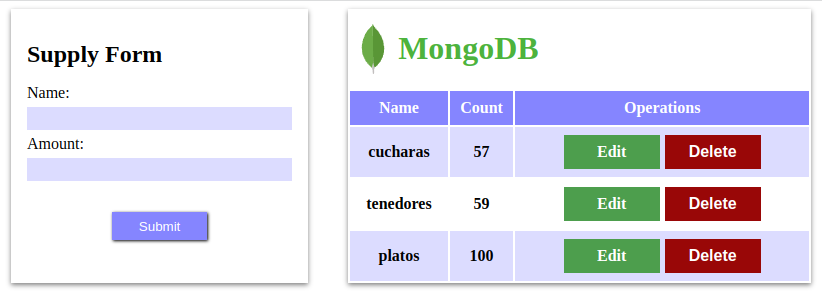 Supply Form
Name:
Amount:
Submit
MongoDB
Name Count Operations
cucharas 57 Edit Delete
tenedores 59 Edit Delete
platos 100 Edit Delete